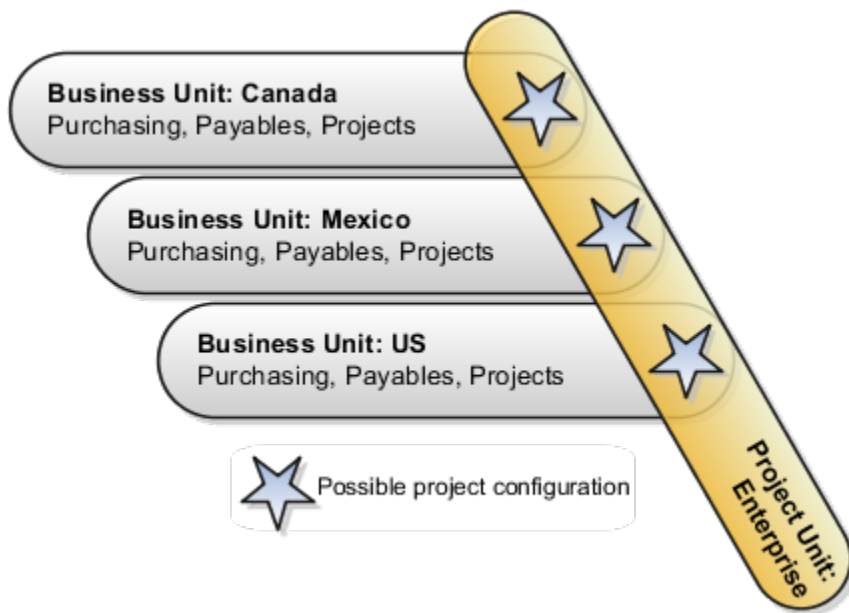 Business Unit: Canada
Purchasing, Payables, Projects
Business Unit: Mexico
Purchasing, Payables, Projects
Business Unit: US
Purchasing, Payables, Projects
Project Unit:
Enterprise
Possible project configuration